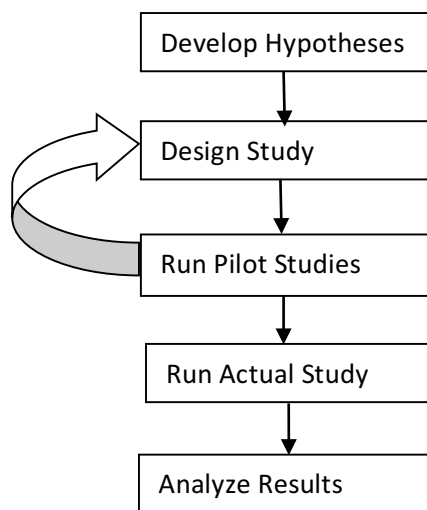 Develop Hypotheses
Design Study
Run Pilot Studies
Run Actual Study
Analyze Results